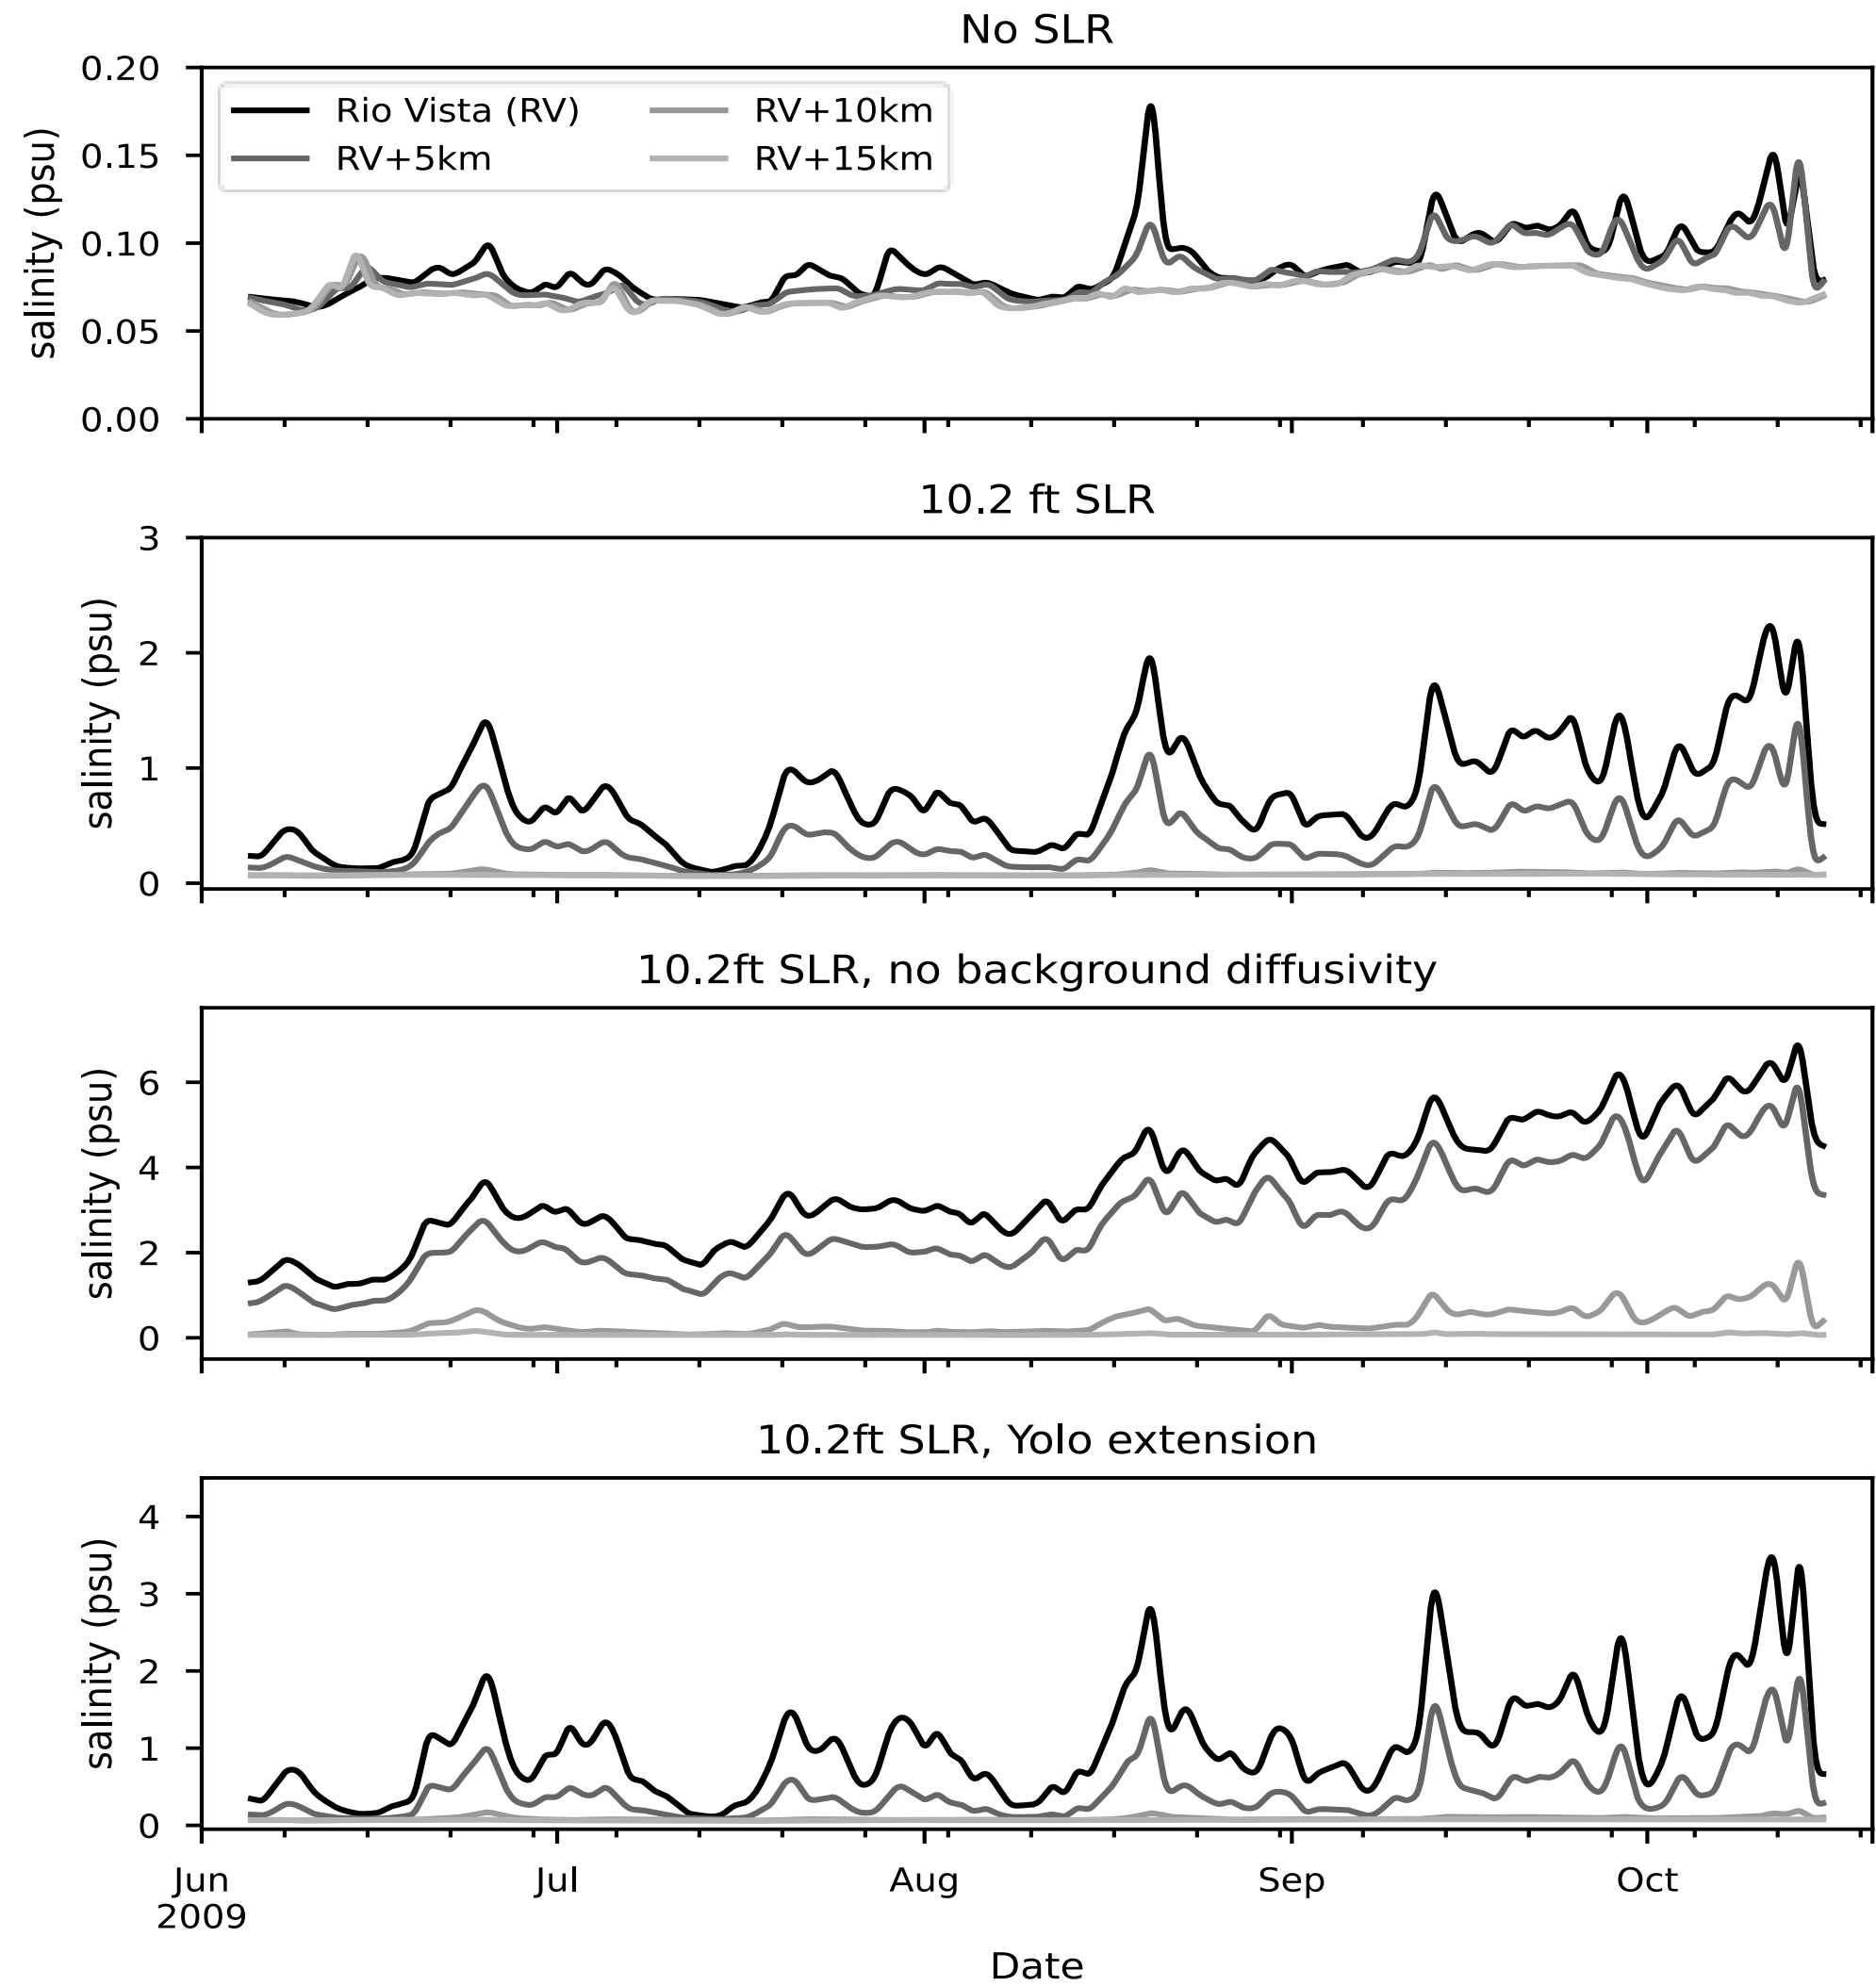 No SLR
salinity (psu)
0.20
0.15
0.10
0.05
0.00
Rio Vista (RV)
RV+5km
RV+10km
RV+15km
10.2 ft SLR
salinity (psu)
3
2
1
0
10.2ft SLR, no background diffusivity
salinity (psu)
6
4
2
0
10.2ft SLR, Yolo extension
salinity (psu)
4
3
2
1
0
Jun Jul Aug Sep Oct
2009
Date